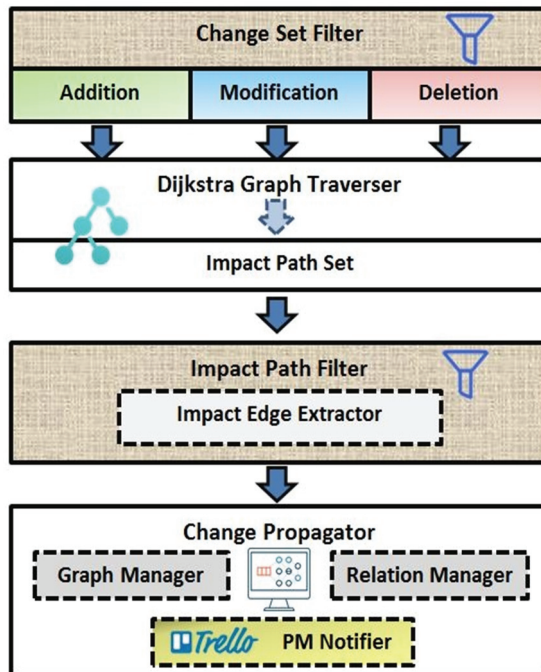 Change Set Filter
Addition Modification Deletion
Dijkstra Graph Traverser
Impact Path Set
Impact Path Filter
Impact Edge Extractor
Change Propagator
Graph Manager Relation Manager
Trello PM Notifier